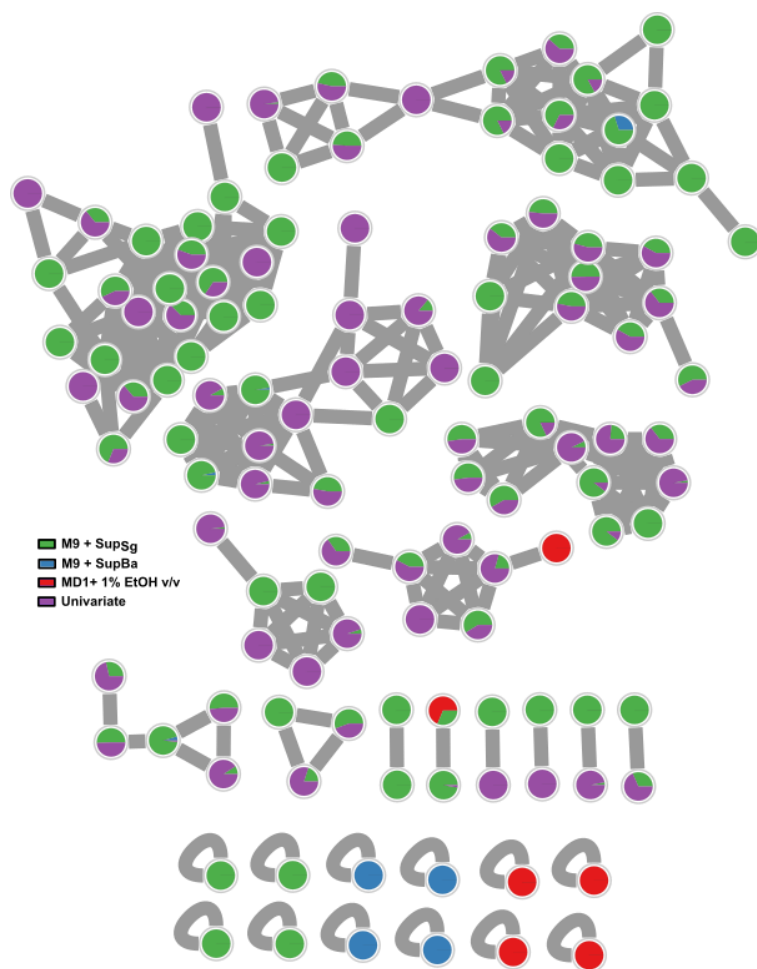 M9 + SupSg
M9 + SupBa
MD1+ 1% EtOH v/v
Univariate